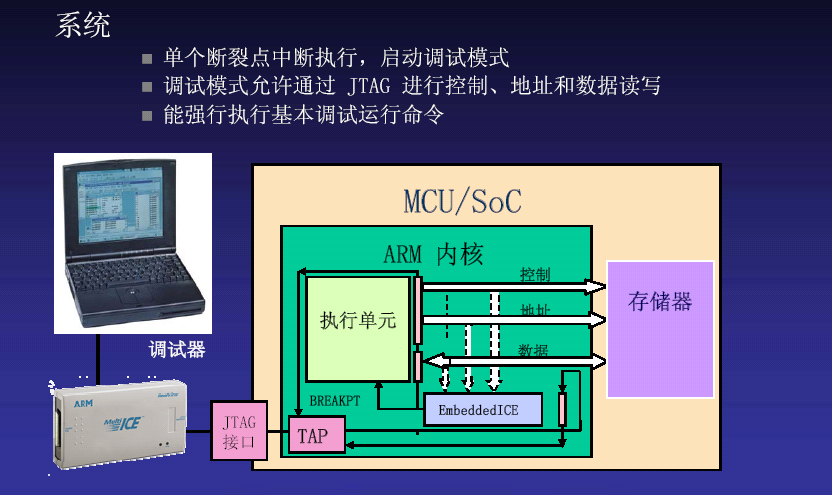 系统
单个断裂点中断执行，启动调试模式
调试模式允许通过 JTAG 进行控制、地址和数据读写
能强行执行基本调试运行命令
MCU/SoC
ARM 内核
控制
执行单元
地址
存储器
数据
调试器
BREAKPT
EmbeddedICE
ARM
Multi
ICE
JTAG
接口
TAP